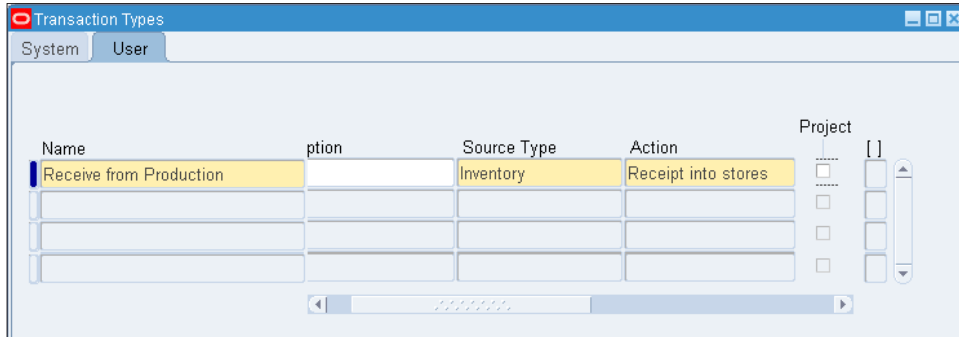 Transaction Types
System User
Project
Name ption Source Type Action [ ]
Receive from Production Inventory Receipt into stores